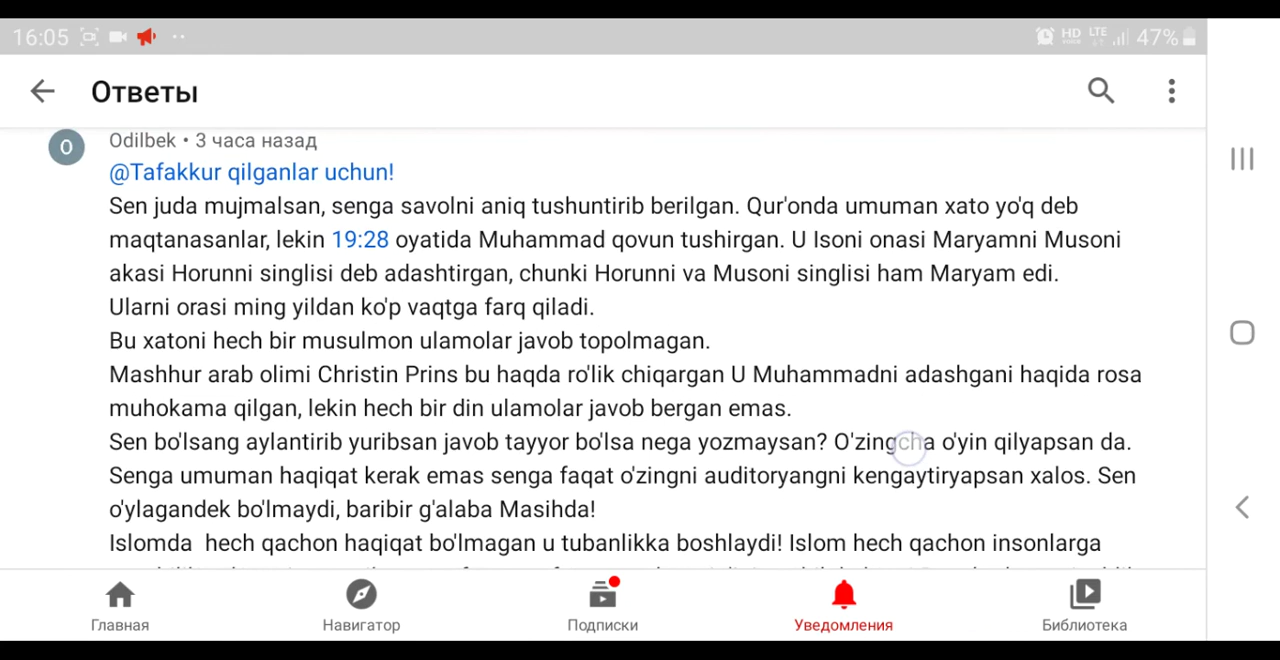 16:05
HD LTE 47%
Ответы
O
Odilbek • 3 часа назад
@Tafakkur qilganlar uchun!
Sen juda mujmalsan, senga savolni aniq tushuntirib berilgan. Qur'onda umuman xato yo'q deb
maqtanasanlar, lekin 19:28 oyatida Muhammad qovun tushirgan. U Isoni onasi Maryamni Musoni
akasi Horunni singlisi deb adashtirgan, chunki Horunni va Musoni singlisi ham Maryam edi.
Ularni orasi ming yildan ko'p vaqtga farq qiladi.
Bu xatoni hech bir musulmon ulamolar javob topolmagan.
Mashhur arab olimi Christin Prins bu haqda ro'lik chiqargan U Muhammadni adashgani haqida rosa
muhokama qilgan, lekin hech bir din ulamolar javob bergan emas.
Sen bo'lsang aylantirib yuribsan javob tayyor bo'lsa nega yozmaysan? O'zingcha o'yin qilyapsan da.
Senga umuman haqiqat kerak emas senga faqat o'zingni auditoryangni kengaytiryapsan xalos. Sen
o'ylagandek bo'lmaydi, baribir g'alaba Masihda!
Islomda hech qachon haqiqat bo'lmagan u tubanlikka boshlaydi! Islom hech qachon insonlarga
Главная
Навигатор
Подписки
Уведомления
Библиотека